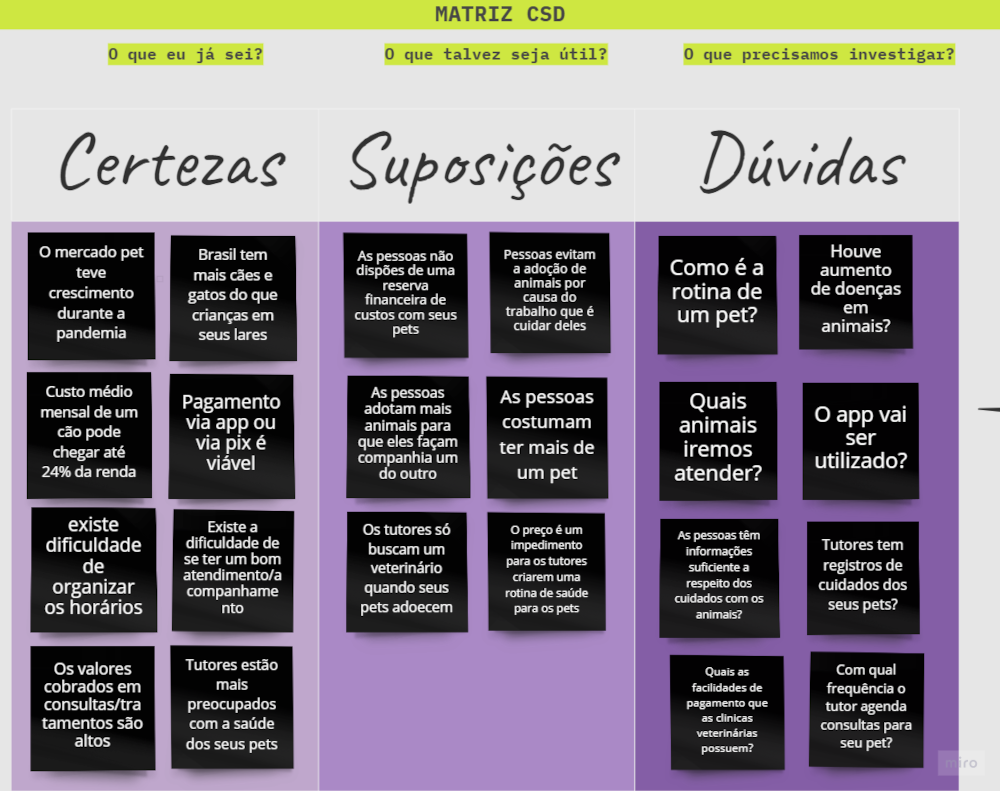 MATRIZ CSD
O que eu já sei?
O que talvez seja útil?
O que precisamos investigar?
Certezas
Suposições
Dúvidas
O mercado pet
teve
crescimento
durante a
pandemia
Brasil tem
mais cães e
gatos do que
crianças em
seus lares
Custo médio
mensal de um
cão pode
chegar até
24% da renda
Pagamento
via app ou
via pix é
viável
existe
dificuldade
de
organizar
os horários
Existe a
dificuldade de
se ter um bom
atendimento/a
companhame
nto
Os valores
cobrados em
consultas/tra
tamentos são
altos
Tutores estão
mais
preocupados
com a saúde
dos seus pets
As pessoas não
dispões de uma
reserva
financeira de
custos com seus
pets
Pessoas evitam
a adoção de
animais por
causa do
trabalho que é
cuidar deles
As pessoas
adotam mais
animais para
que eles façam
companhia um
do outro
As pessoas
costumam
ter mais de
um pet
Os tutores só
buscam um
veterinário
quando seus
pets adoecem
O preço é um
impedimento
para os tutores
criarem uma
rotina de saúde
para os pets
Como é a
rotina de
um pet?
Houve
aumento
de doenças
em
animais?
Quais
animais
iremos
atender?
O app vai
ser
utilizado?
As pessoas têm
informações
suficiente a
respeito dos
cuidados com os
animais?
Tutores tem
registros de
cuidados dos
seus pets?
Quais as
facilidades de
pagamento que
as clinicas
veterinárias
possuem?
Com qual
frequência o
tutor agenda
consultas para
seu pet?
miro